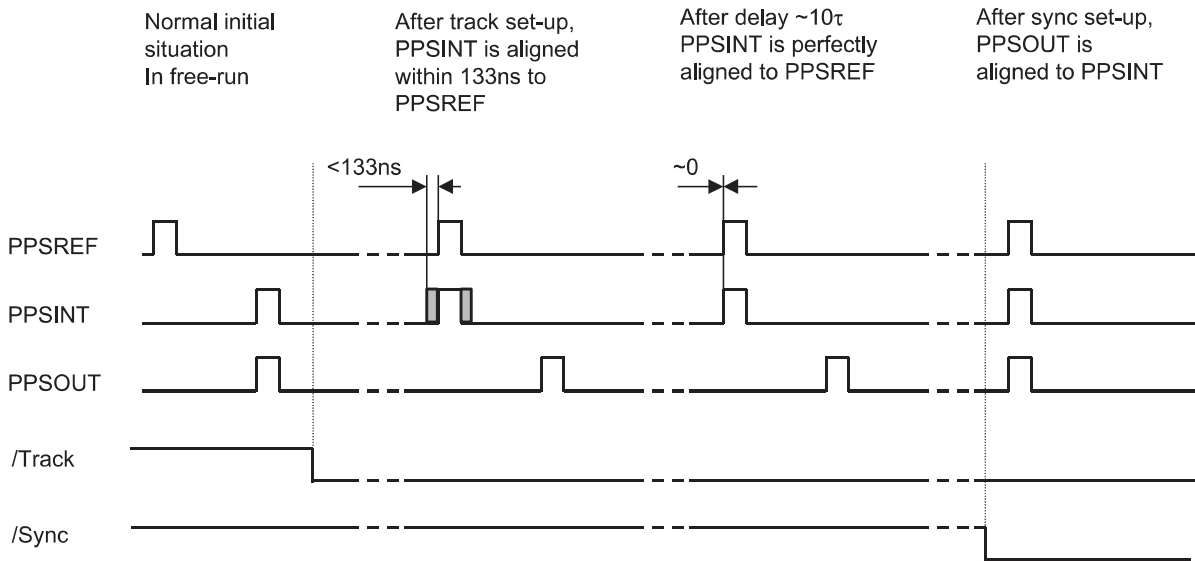 Normal initial
situation
In free-run
After track set-up,
PPSINT is aligned
within 133ns to
PPSREF
After delay ~10τ
PPSINT is perfectly
aligned to PPSREF
After sync set-up,
PPSOUT is
aligned to PPSINT
<133ns
~0
PPSREF
PPSINT
PPSOUT
/Track
/Sync